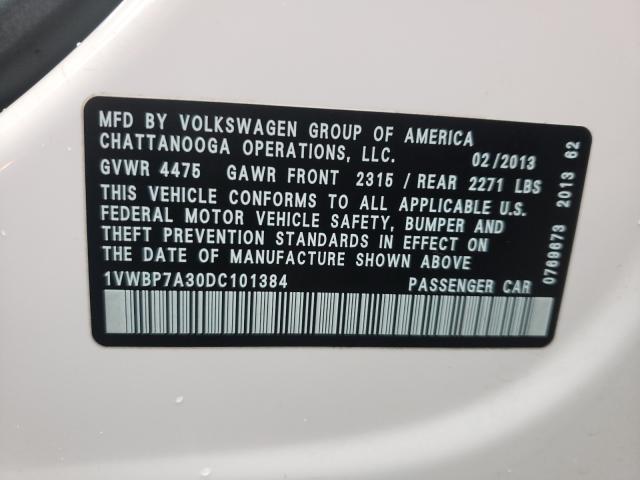 MFD BY VOLKSWAGEN GROUP OF AMERICA
CHATTANOOGA OPERATIONS, LLC. 02/2013
GVWR 4475 GAWR FRONT 2315 / REAR 2271 LBS
THIS VEHICLE CONFORMS TO ALL APPLICABLE U.S.
FEDERAL MOTOR VEHICLE SAFETY, BUMPER AND
THEFT PREVENTION STANDARDS IN EFFECT ON
THE DATE OF MANUFACTURE SHOWN ABOVE
1VWBP7A30DC101384 PASSENGER CAR
0769673 2013 62